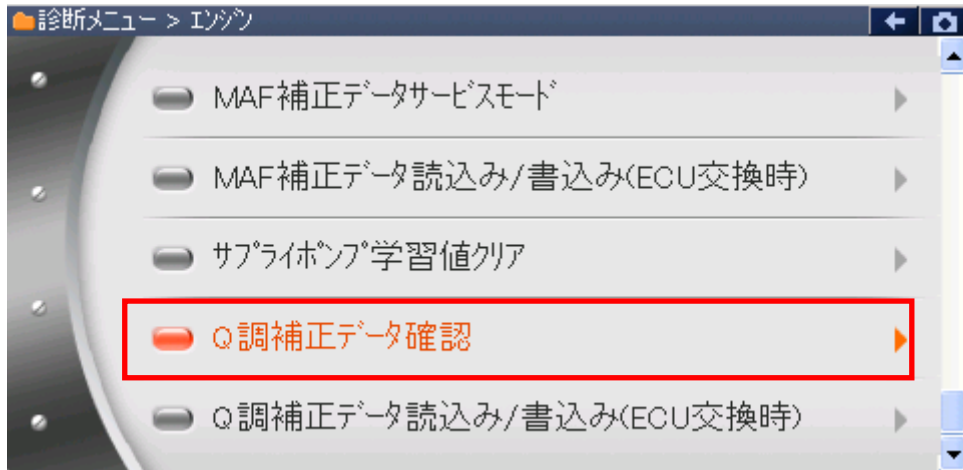 診断メニュー > エンジン
MAF補正データサービスモード
MAF補正データ読込み/書込み(ECU交換時)
サプライポンプ学習値クリア
Q調補正データ確認
Q調補正データ読込み/書込み(ECU交換時)